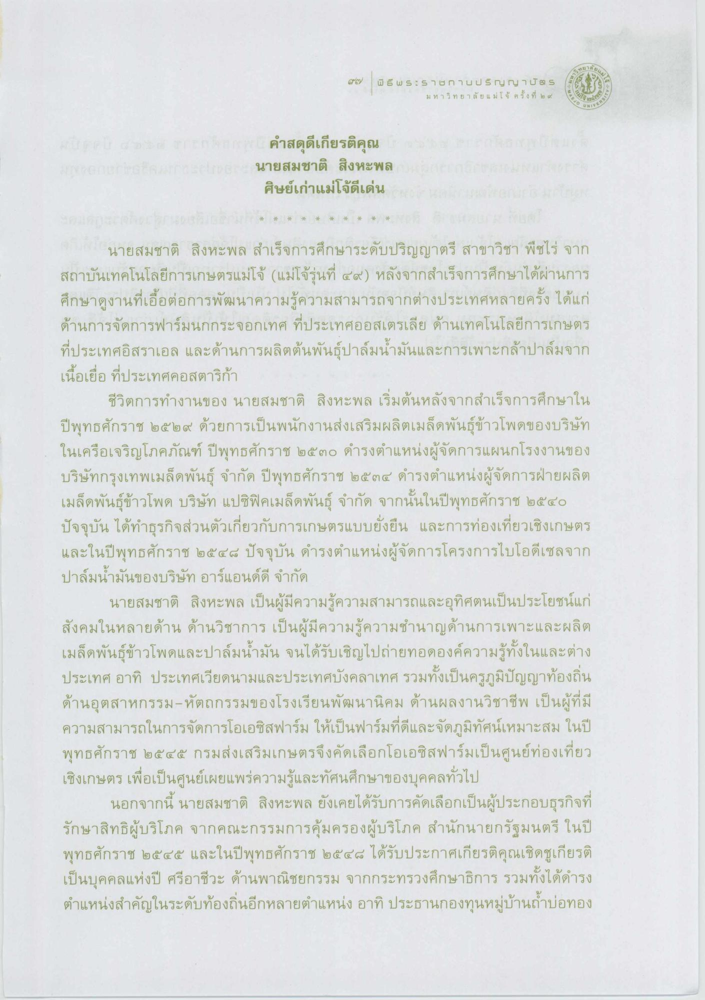 ๙๗ พิธีพระราชทานปริญญาบัตร
มหาวิทยาลัยแม่โจ้ ครั้งที่ ๒๙
มหาวิทยาลัยแม่โจ้
แม่โจ้ ๒๔๗๗
MAEJO UNIVERSITY
คำสดุดีเกียรติคุณ
นายสมชาติ สิงหะพล
ศิษย์เก่าแม่โจ้ดีเด่น
* * * * * * * * * *
นายสมชาติ สิงหะพล สำเร็จการศึกษาระดับปริญญาตรี สาขาวิชา พืชไร่ จาก
สถาบันเทคโนโลยีการเกษตรแม่โจ้ (แม่โจ้รุ่นที่ ๔๙) หลังจากสำเร็จการศึกษาได้ผ่านการ
ศึกษาดูงานที่เอื้อต่อการพัฒนาความรู้ความสามารถจากต่างประเทศหลายครั้ง ได้แก่
ด้านการจัดการฟาร์มนกกระจอกเทศ ที่ประเทศออสเตรเลีย ด้านเทคโนโลยีการเกษตร
ที่ประเทศอิสราเอล และด้านการผลิตต้นพันธุ์ปาล์มน้ำมันและการเพาะกล้าปาล์มจาก
เนื้อเยื่อ ที่ประเทศคอสตาริก้า
ชีวิตการทำงานของ นายสมชาติ สิงหะพล เริ่มต้นหลังจากสำเร็จการศึกษาใน
ปีพุทธศักราช ๒๕๒๙ ด้วยการเป็นพนักงานส่งเสริมผลิตเมล็ดพันธุ์ข้าวโพดของบริษัท
ในเครือเจริญโภคภัณฑ์ ปีพุทธศักราช ๒๕๓๐ ดำรงตำแหน่งผู้จัดการแผนกโรงงานของ
บริษัทกรุงเทพเมล็ดพันธุ์ จำกัด ปีพุทธศักราช ๒๕๓๔ ดำรงตำแหน่งผู้จัดการฝ่ายผลิต
เมล็ดพันธุ์ข้าวโพด บริษัท แปซิฟิคเมล็ดพันธุ์ จำกัด จากนั้นในปีพุทธศักราช ๒๕๔๐
ปัจจุบัน ได้ทำธุรกิจส่วนตัวเกี่ยวกับการเกษตรแบบยั่งยืน และการท่องเที่ยวเชิงเกษตร
และในปีพุทธศักราช ๒๕๔๘ ปัจจุบัน ดำรงตำแหน่งผู้จัดการโครงการไบโอดีเซลจาก
ปาล์มน้ำมันของบริษัท อาร์แอนด์ดี จำกัด
นายสมชาติ สิงหะพล เป็นผู้มีความรู้ความสามารถและอุทิศตนเป็นประโยชน์แก่
สังคมในหลายด้าน ด้านวิชาการ เป็นผู้มีความรู้ความชำนาญด้านการเพาะและผลิต
เมล็ดพันธุ์ข้าวโพดและปาล์มน้ำมัน จนได้รับเชิญไปถ่ายทอดองค์ความรู้ทั้งในและต่าง
ประเทศ อาทิ ประเทศเวียดนามและประเทศบังคลาเทศ รวมทั้งเป็นครูภูมิปัญญาท้องถิ่น
ด้านอุตสาหกรรม-หัตถกรรมของโรงเรียนพัฒนานิคม ด้านผลงานวิชาชีพ เป็นผู้ที่มี
ความสามารถในการจัดการโอเอซิสฟาร์ม ให้เป็นฟาร์มที่ดีและจัดภูมิทัศน์เหมาะสม ในปี
พุทธศักราช ๒๕๔๕ กรมส่งเสริมเกษตรจึงคัดเลือกโอเอซิสฟาร์มเป็นศูนย์ท่องเที่ยว
เชิงเกษตร เพื่อเป็นศูนย์เผยแพร่ความรู้และทัศนศึกษาของบุคคลทั่วไป
นอกจากนี้ นายสมชาติ สิงหะพล ยังเคยได้รับการคัดเลือกเป็นผู้ประกอบธุรกิจที่
รักษาสิทธิผู้บริโภค จากคณะกรรมการคุ้มครองผู้บริโภค สำนักนายกรัฐมนตรี ในปี
พุทธศักราช ๒๕๔๕ และในปีพุทธศักราช ๒๕๔๘ ได้รับประกาศเกียรติคุณเชิดชูเกียรติ
เป็นบุคคลแห่งปี ศรีอาชีวะ ด้านพาณิชยกรรม จากกระทรวงศึกษาธิการ รวมทั้งได้ดำรง
ตำแหน่งสำคัญในระดับท้องถิ่นอีกหลายตำแหน่ง อาทิ ประธานกองทุนหมู่บ้านถ้ำบ่อทอง